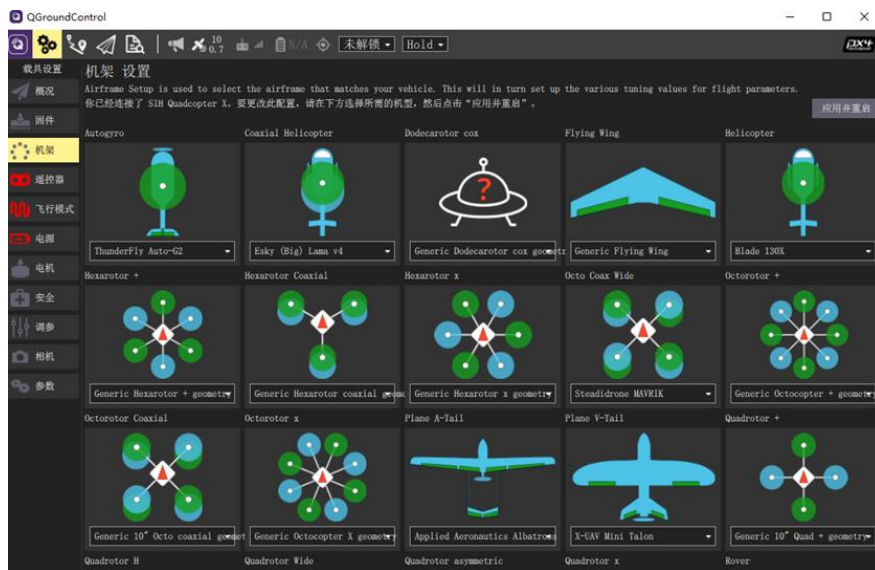 QGroundControl
10
0.7
N/A
未解锁
Hold
PX4
载具设置
机架 设置
概况
Airframe Setup is used to select the airframe that matches your vehicle. This will in turn set up the various tuning values for flight parameters.
你已经连接了 SIH Quadcopter X。要更改此配置，请在下方选择所需的机型，然后点击“应用并重启”。
应用并重启
固件
机架
遥控器
飞行模式
电源
电机
安全
调参
相机
参数
Autogyro
Coaxial Helicopter
Dodecarotor cox
Flying Wing
Helicopter
?
ThunderFly Auto-G2
Esky (Big) Lama v4
Generic Dodecarotor cox geometr
Generic Flying Wing
Blade 130X
Hexarotor +
Hexarotor Coaxial
Hexarotor x
Octo Coax Wide
Octorotor +
Generic Hexarotor + geometry
Generic Hexarotor coaxial geom
Generic Hexarotor x geometry
Steadidrone MAVRIK
Generic Octocopter + geometry
Octorotor Coaxial
Octorotor x
Plane A-Tail
Plane V-Tail
Quadrotor +
Generic 10" Octo coaxial geomet
Generic Octocopter X geometry
Applied Aeronautics Albatross
X-UAV Mini Talon
Generic 10" Quad + geometry
Quadrotor H
Quadrotor Wide
Quadrotor asymmetric
Quadrotor x
Rover